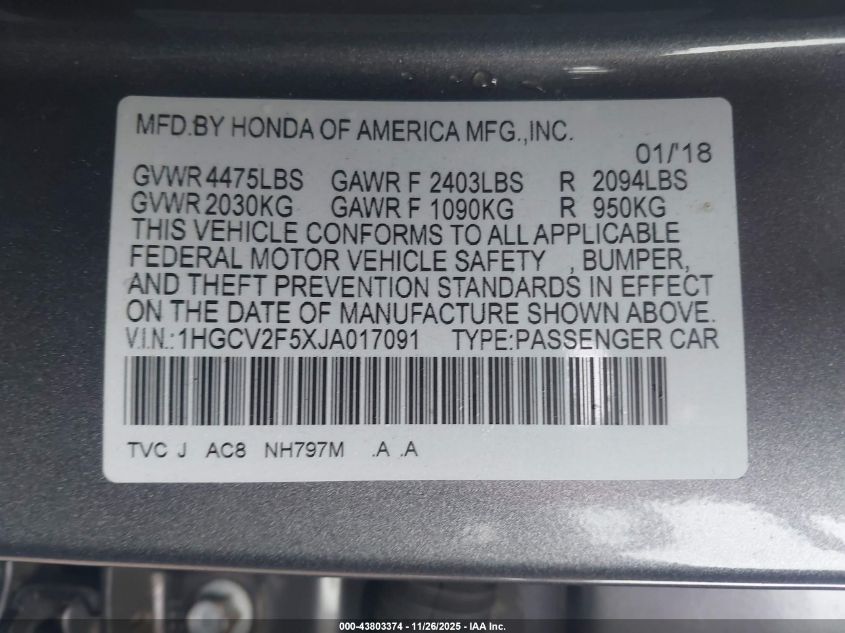 MFD.BY HONDA OF AMERICA MFG.,INC.
01/'18
GVWR 4475LBS GAWR F 2403LBS R 2094LBS
GVWR 2030KG GAWR F 1090KG R 950KG
THIS VEHICLE CONFORMS TO ALL APPLICABLE
FEDERAL MOTOR VEHICLE SAFETY , BUMPER,
AND THEFT PREVENTION STANDARDS IN EFFECT
ON THE DATE OF MANUFACTURE SHOWN ABOVE.
V.I.N.:1HGCV2F5XJA017091 TYPE:PASSENGER CAR
TVC J AC8 NH797M .A .A
000-43803374 - 11/26/2025 - IAA Inc.